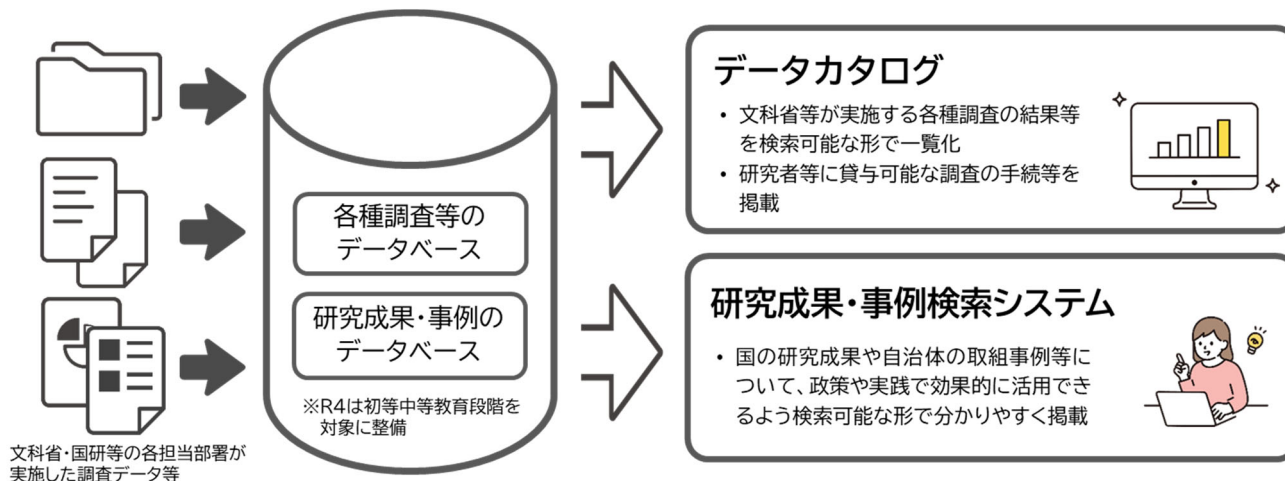 文科省・国研等の各担当部署が
実施した調査データ等
各種調査等の
データベース
研究成果・事例の
データベース
※R4は初等中等教育段階を
対象に整備
データカタログ
・文科省等が実施する各種調査の結果等
を検索可能な形で一覧化
・研究者等に貸与可能な調査の手続等を
掲載
研究成果・事例検索システム
・国の研究成果や自治体の取組事例等に
ついて、政策や実践で効果的に活用でき
るよう検索可能な形で分かりやすく掲載